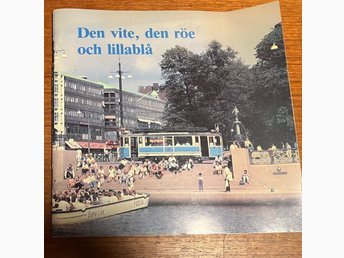 Den vite, den röe
och lillablå